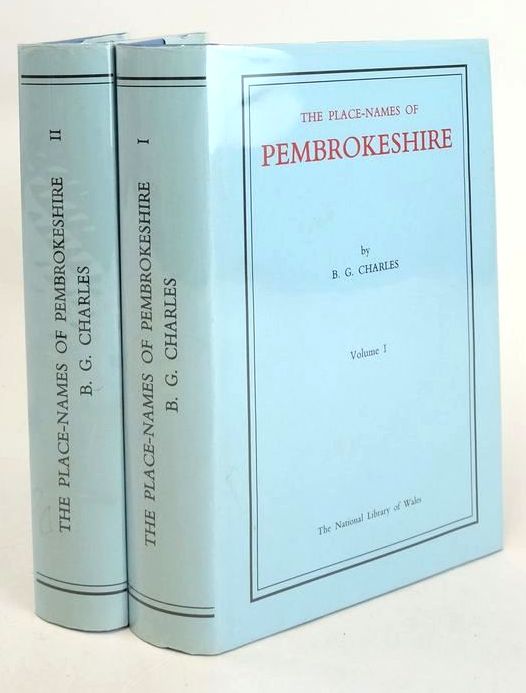 THE PLACE-NAMES OF PEMBROKESHIRE II
B. G. CHARLES
THE PLACE-NAMES OF PEMBROKESHIRE I
B. G. CHARLES
THE PLACE-NAMES OF
PEMBROKESHIRE
by
B. G. CHARLES
Volume I
The National Library of Wales